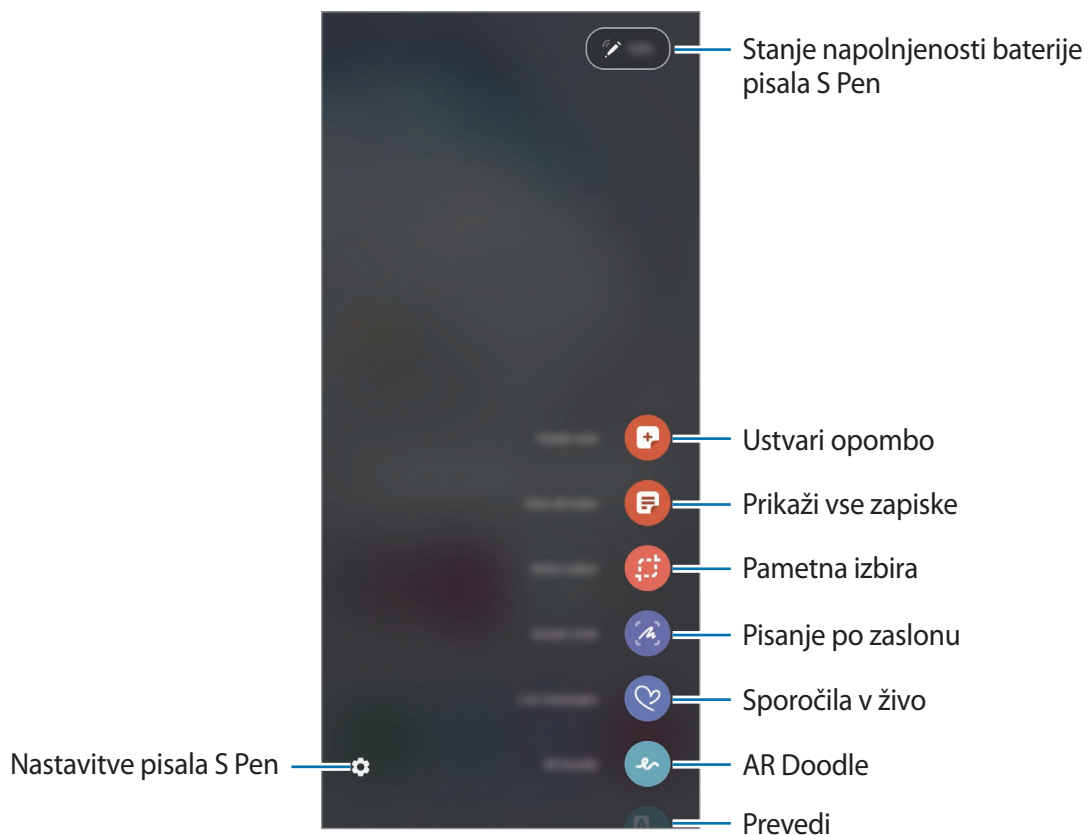 Stanje napolnjenosti baterije
pisala S Pen
Ustvari opombo
Prikaži vse zapiske
Pametna izbira
Pisanje po zaslonu
Sporočila v živo
Nastavitve pisala S Pen
AR Doodle
Prevedi